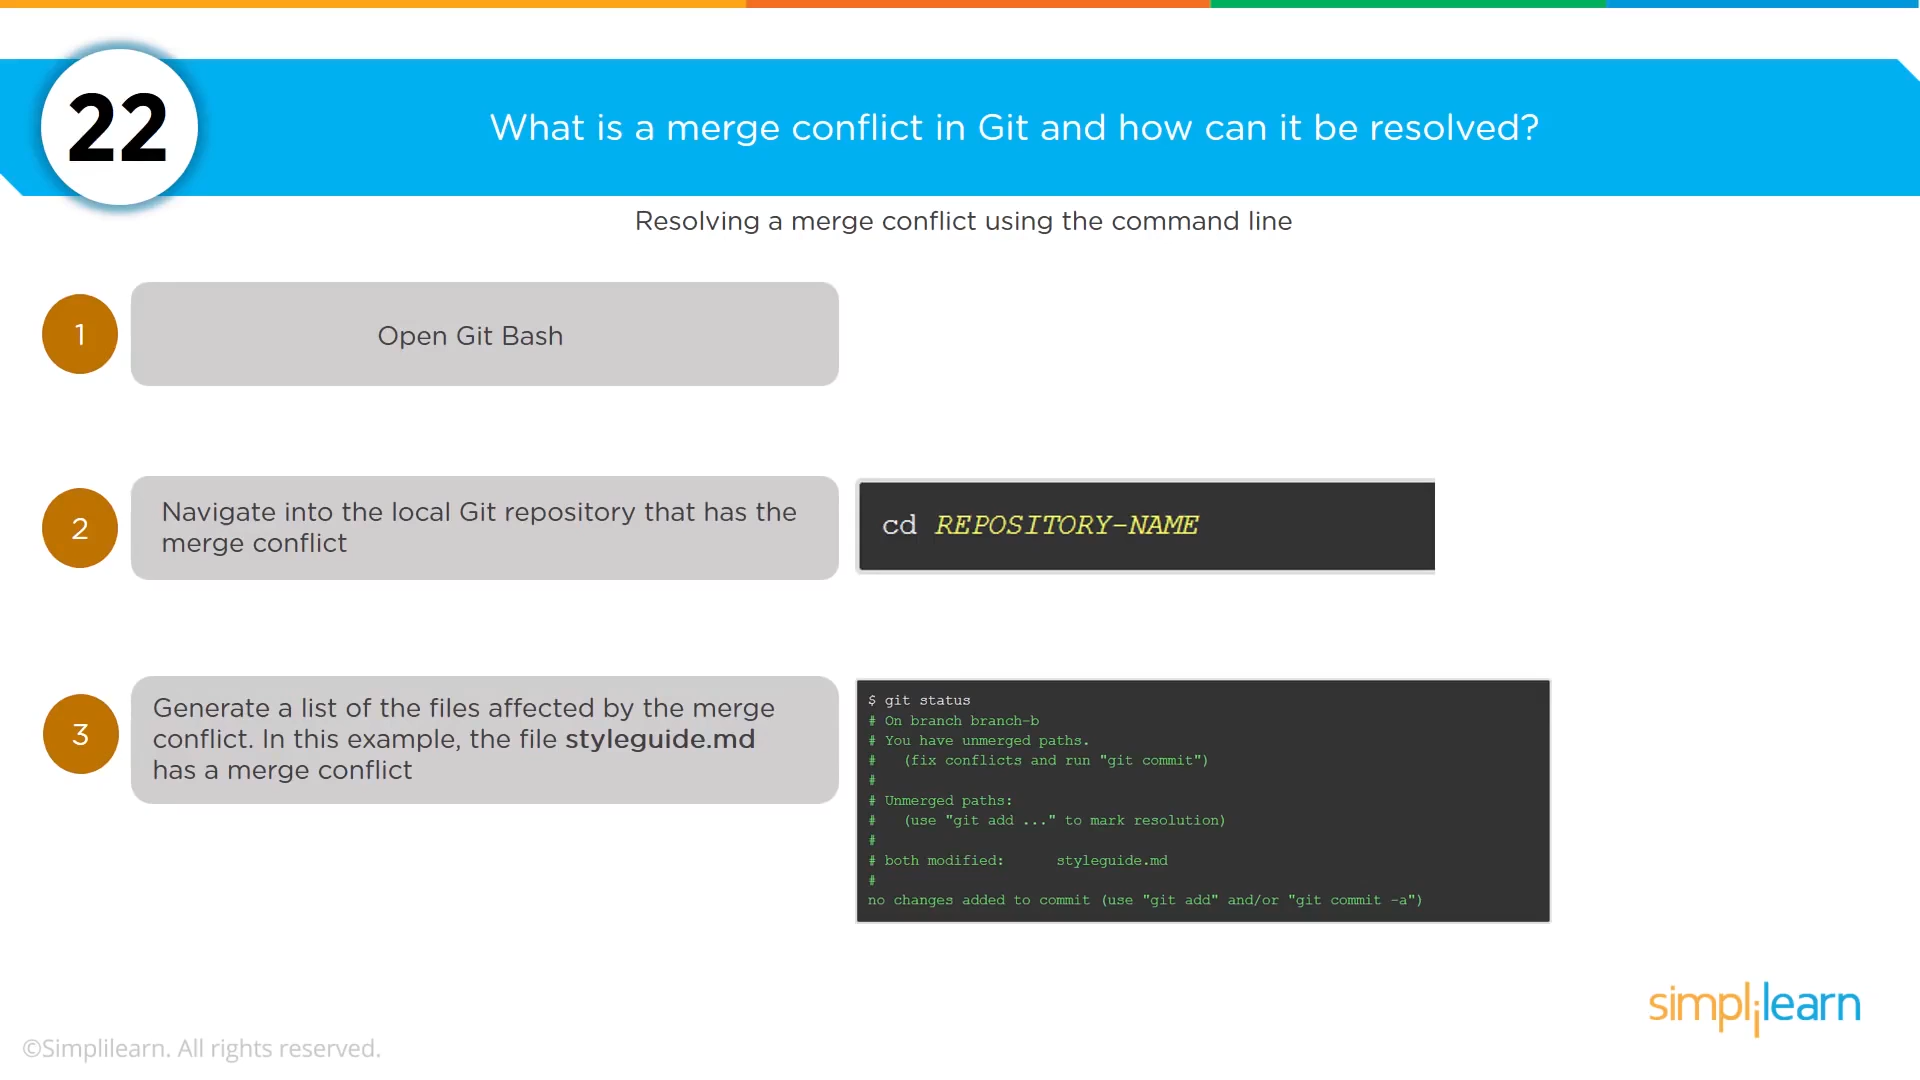 22
What is a merge conflict in Git and how can it be resolved?
Resolving a merge conflict using the command line
1
Open Git Bash
2
Navigate into the local Git repository that has the
merge conflict
cd REPOSITORY-NAME
3
Generate a list of the files affected by the merge
conflict. In this example, the file styleguide.md
has a merge conflict
$ git status
# On branch branch-b
# You have unmerged paths.
#   (fix conflicts and run "git commit")
#
# Unmerged paths:
#   (use "git add ..." to mark resolution)
#
# both modified:      styleguide.md
#
no changes added to commit (use "git add" and/or "git commit -a")
simplilearn
©Simplilearn. All rights reserved.